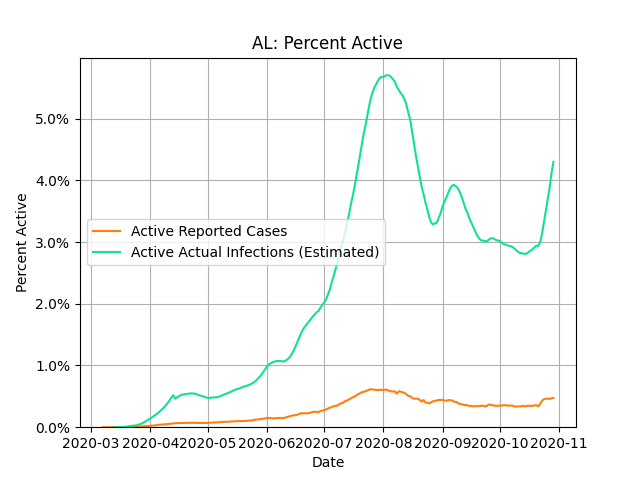 AL: Percent Active
5.0%
4.0%
3.0%
2.0%
1.0%
0.0%
Percent Active
Active Reported Cases
Active Actual Infections (Estimated)
2020-03 2020-04 2020-05 2020-06 2020-07 2020-08 2020-09 2020-10 2020-11
Date